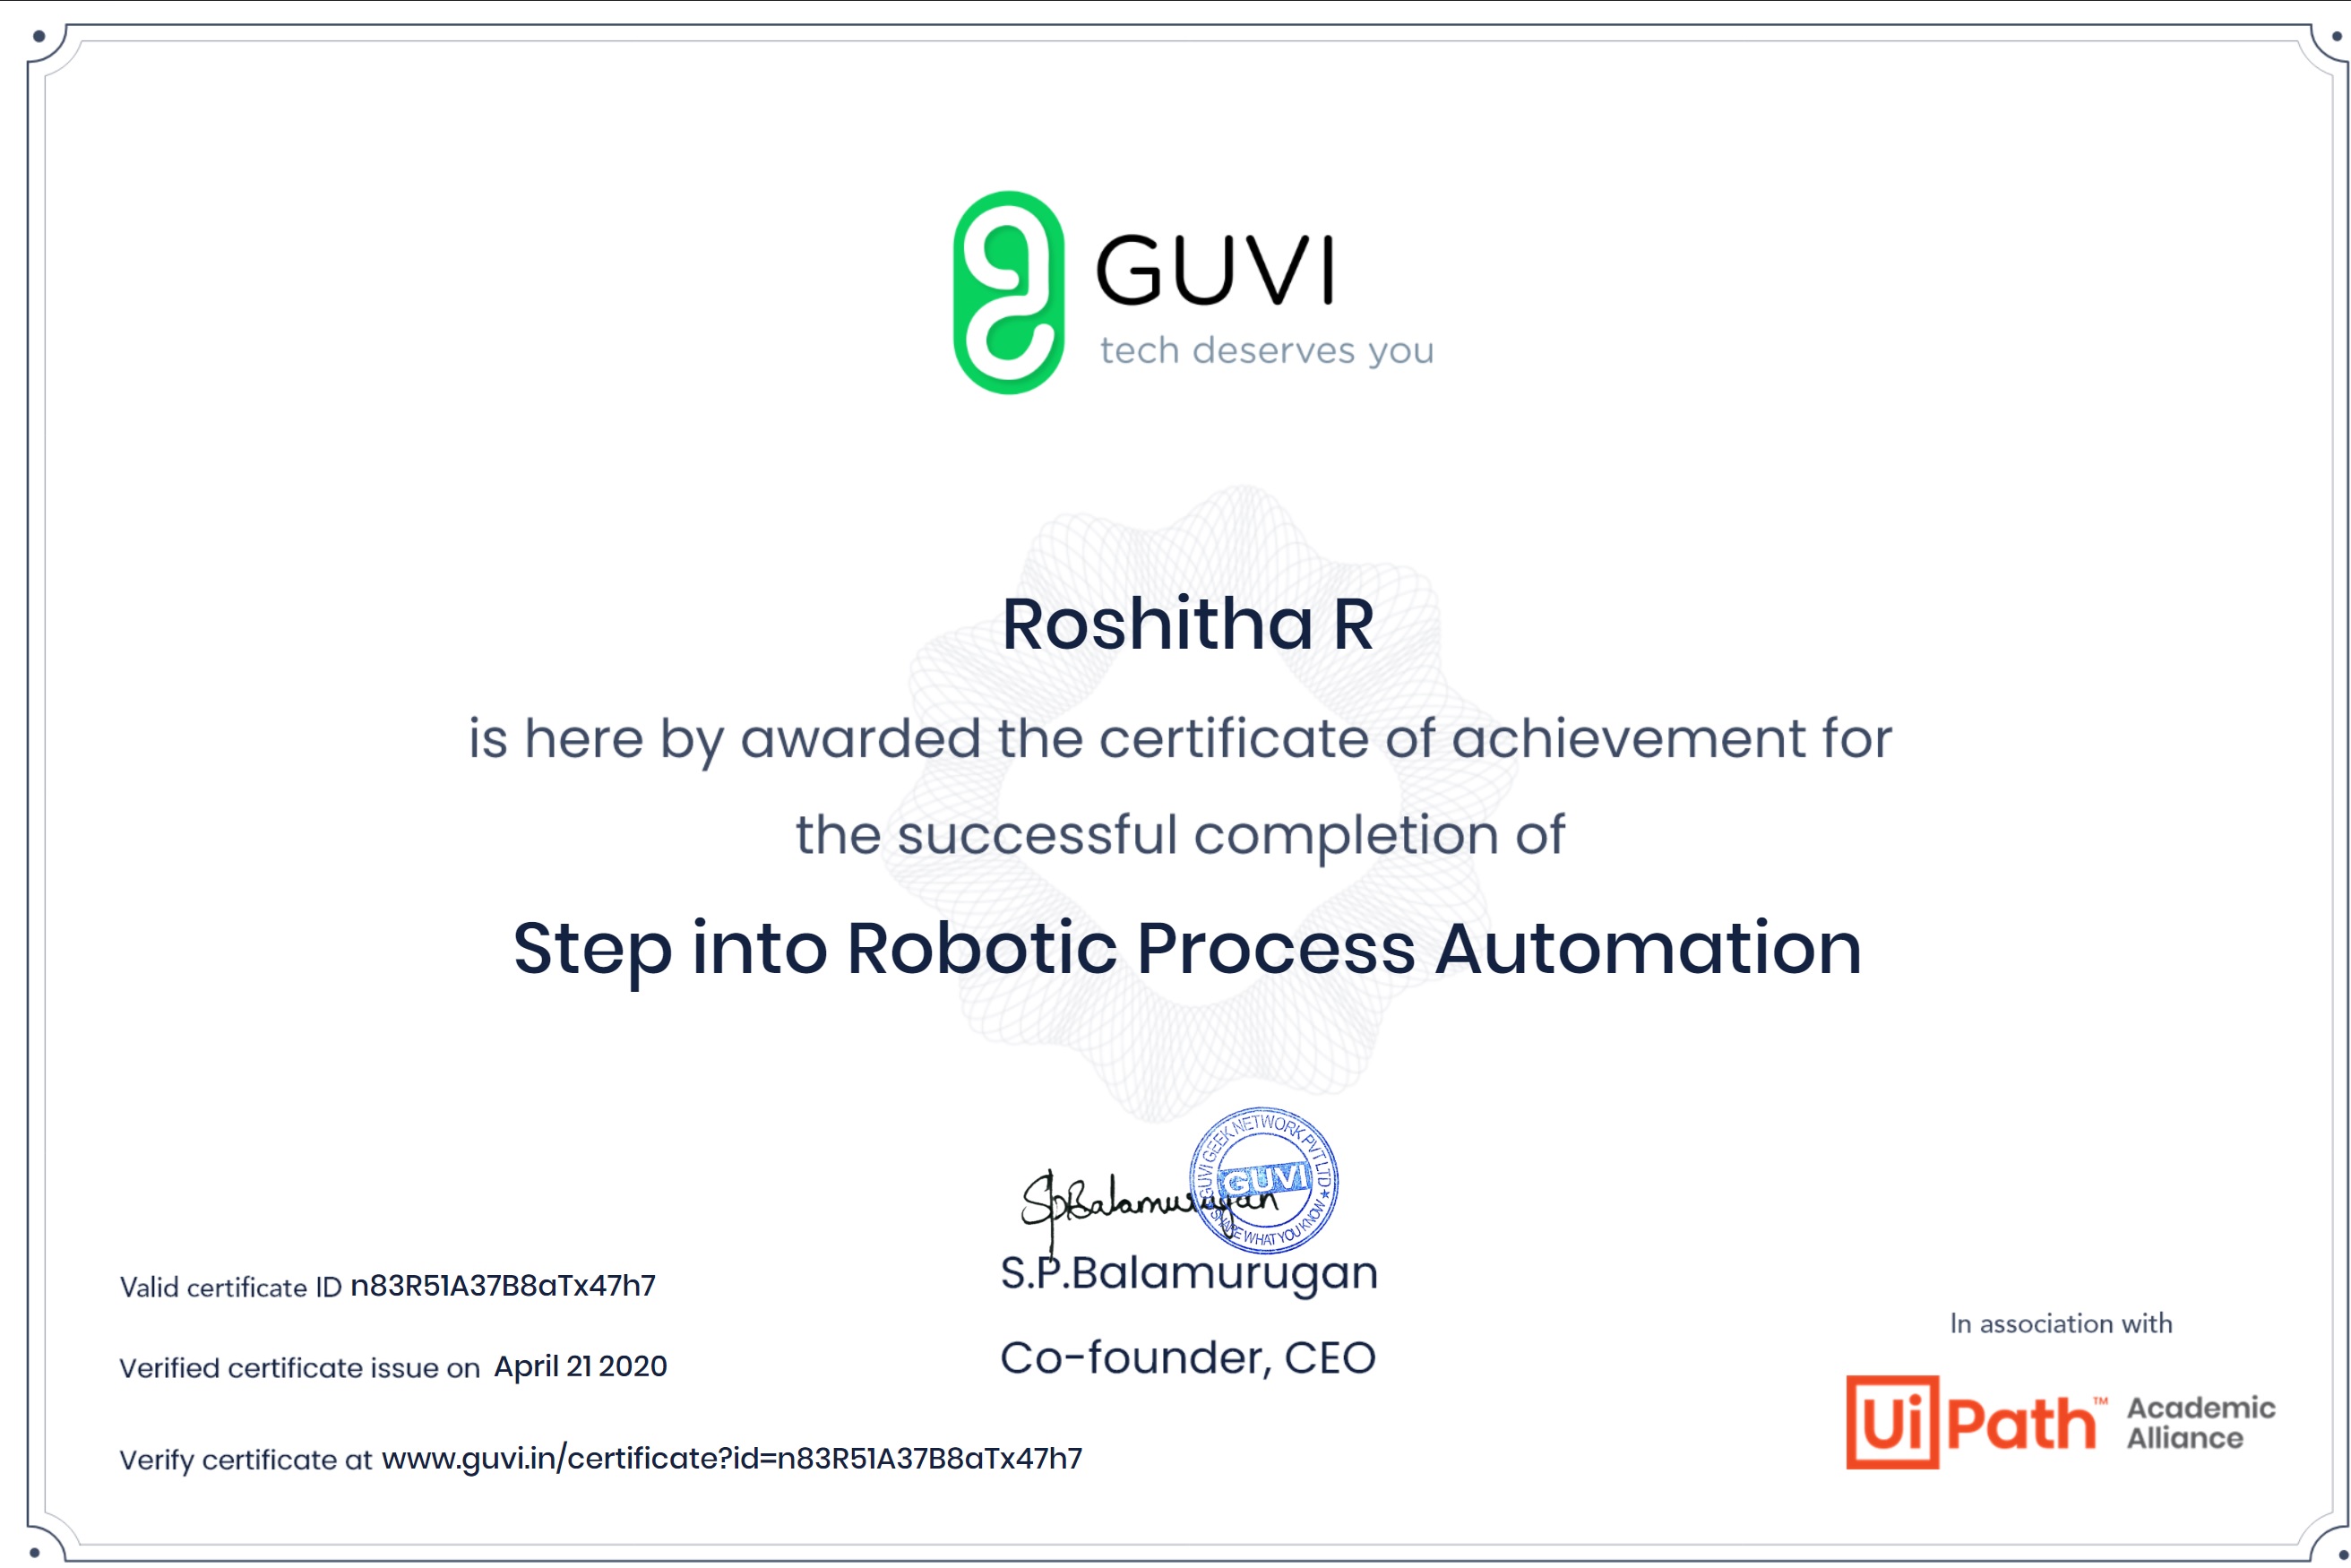 GUVI
tech deserves you
Roshitha R
is here by awarded the certificate of achievement for
the successful completion of
Step into Robotic Process Automation
SpBalamurugan
GUVI GEEK NETWORK PVT LTD
GUVI
★ SHARE WHAT YOU KNOW ★
S.P.Balamurugan
Co-founder, CEO
Valid certificate ID n83R51A37B8aTx47h7
Verified certificate issue on April 21 2020
Verify certificate at www.guvi.in/certificate?id=n83R51A37B8aTx47h7
In association with
UiPath™ Academic
Alliance